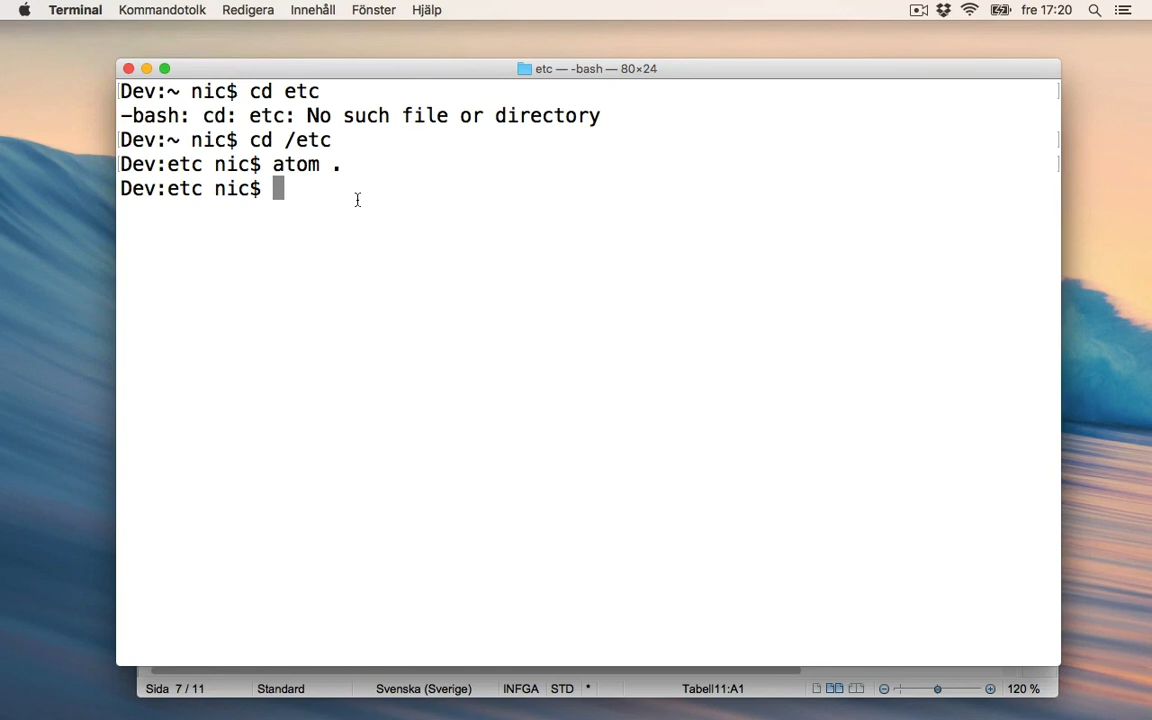 Terminal Kommandotolk Redigera Innehåll Fönster Hjälp fre 17:20
etc — -bash — 80×24
Dev:~ nic$ cd etc
-bash: cd: etc: No such file or directory
Dev:~ nic$ cd /etc
Dev:etc nic$ atom .
Dev:etc nic$
Sida 7 / 11 Standard Svenska (Sverige) INFGA STD * Tabell11:A1 120 %